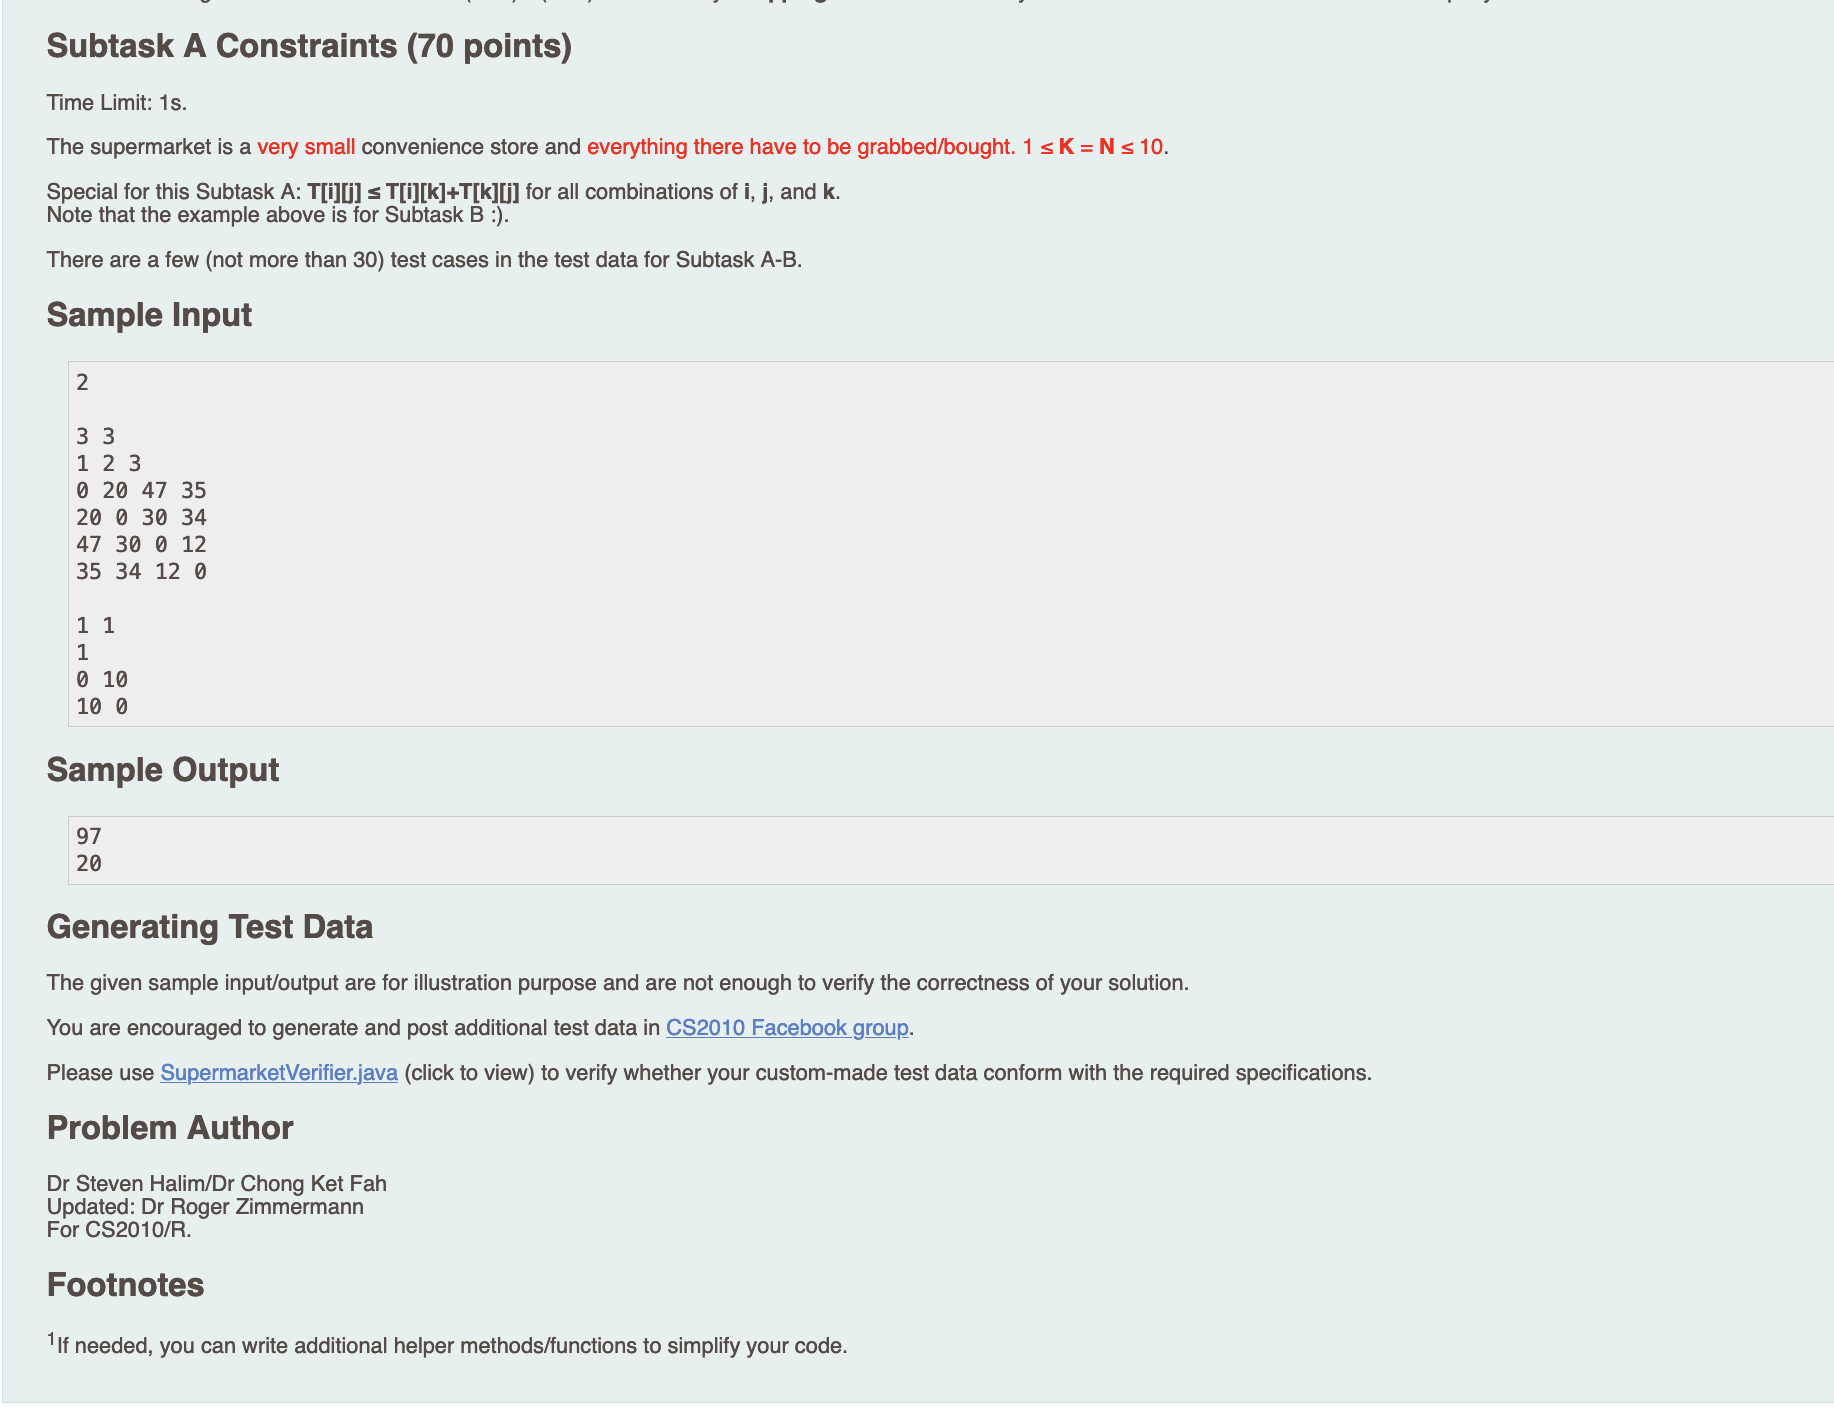 Subtask A Constraints (70 points)
Time Limit: 1s.
The supermarket is a very small convenience store and everything there have to be grabbed/bought. 1 ≤ K = N ≤ 10.
Special for this Subtask A: T[i][j] ≤ T[i][k]+T[k][j] for all combinations of i, j, and k.
Note that the example above is for Subtask B :).
There are a few (not more than 30) test cases in the test data for Subtask A-B.
Sample Input
2
3 3
1 2 3
0 20 47 35
20 0 30 34
47 30 0 12
35 34 12 0
1 1
1
0 10
10 0
Sample Output
97
20
Generating Test Data
The given sample input/output are for illustration purpose and are not enough to verify the correctness of your solution.
You are encouraged to generate and post additional test data in CS2010 Facebook group.
Please use SupermarketVerifier.java (click to view) to verify whether your custom-made test data conform with the required specifications.
Problem Author
Dr Steven Halim/Dr Chong Ket Fah
Updated: Dr Roger Zimmermann
For CS2010/R.
Footnotes
1If needed, you can write additional helper methods/functions to simplify your code.